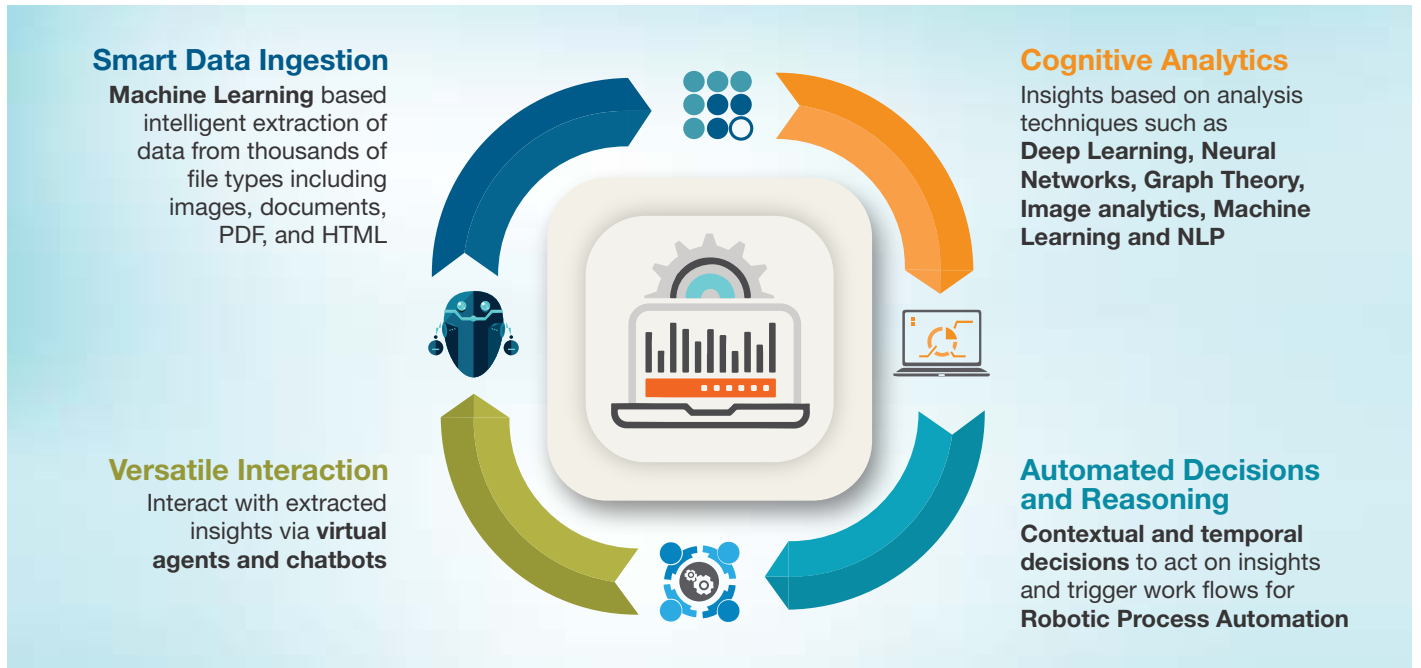 Smart Data Ingestion
Machine Learning based
intelligent extraction of
data from thousands of
file types including
images, documents,
PDF, and HTML
Cognitive Analytics
Insights based on analysis
techniques such as
Deep Learning, Neural
Networks, Graph Theory,
Image analytics, Machine
Learning and NLP
Versatile Interaction
Interact with extracted
insights via virtual
agents and chatbots
Automated Decisions
and Reasoning
Contextual and temporal
decisions to act on insights
and trigger work flows for
Robotic Process Automation